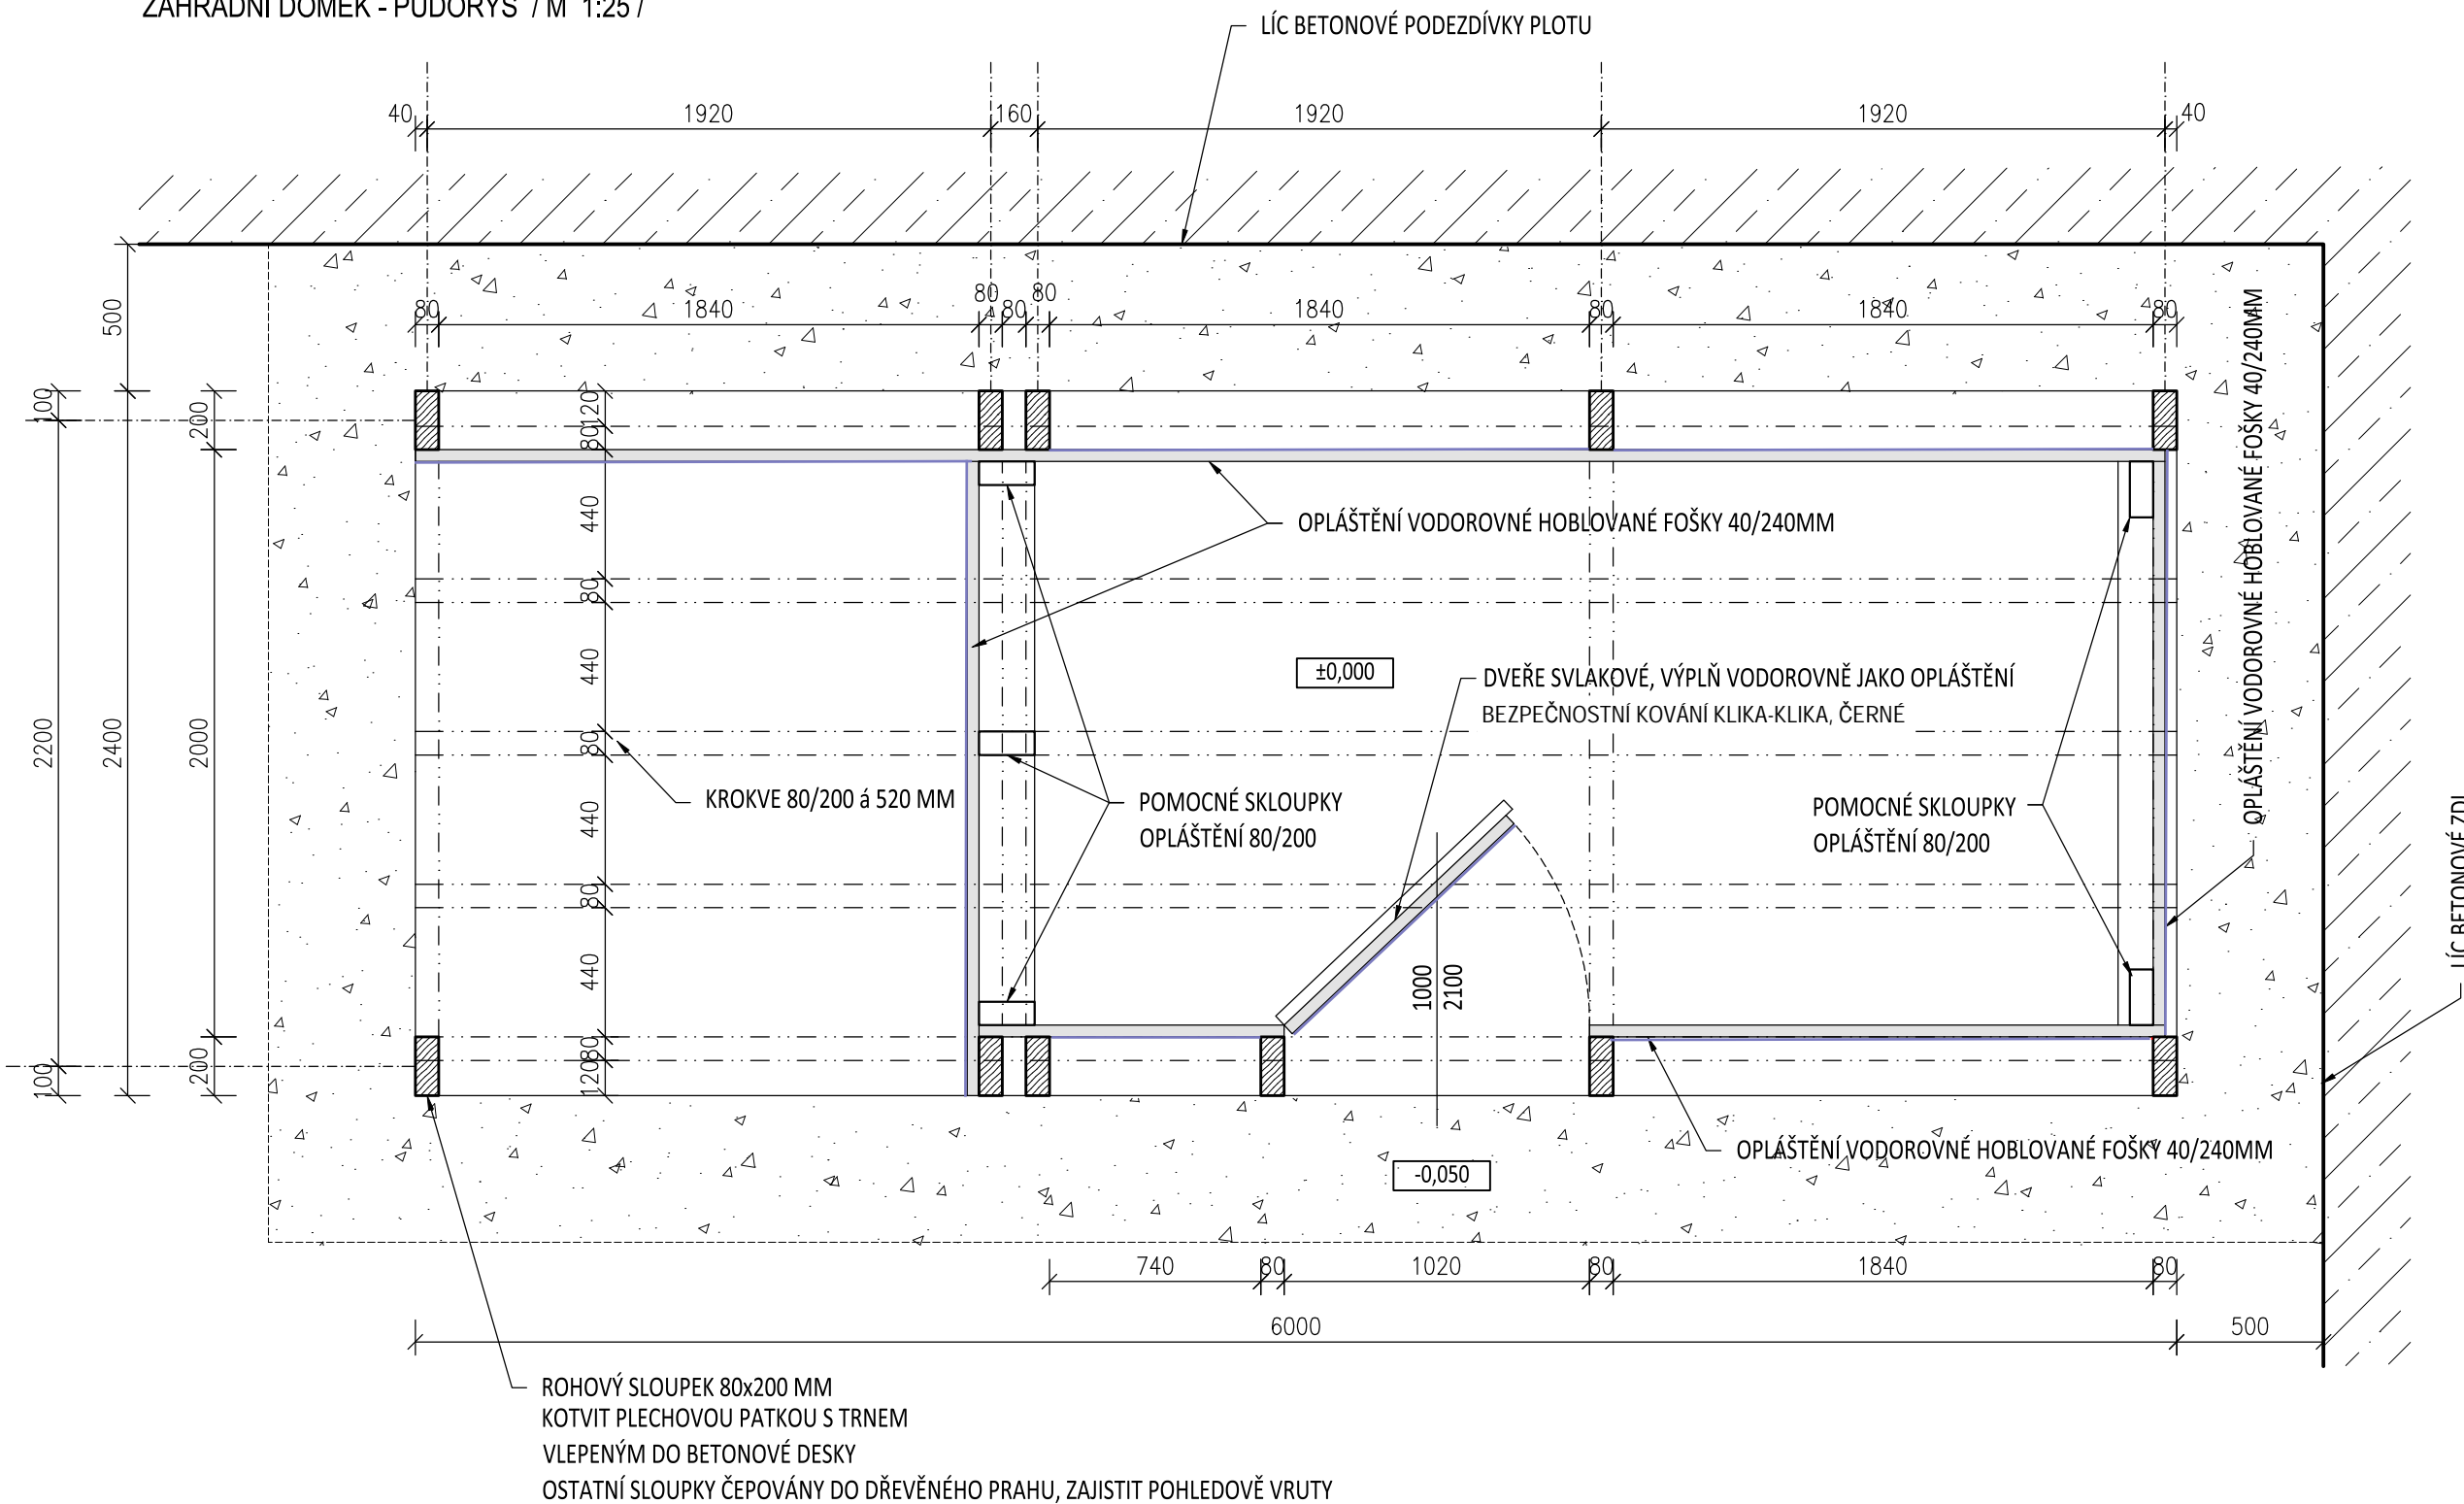 ZAHRADNÍ DOMEK - PŮDORYS / M 1:25 /
LÍC BETONOVÉ PODEZDÍVKY PLOTU
40 1920 160 1920 1920 40
80 1840 80 80 80 1840 80 1840 80
500
100
2200
100
2400
200
2000
200
120
80
440
80
440
80
440
80
440
80
120
OPLÁŠTĚNÍ VODOROVNÉ HOBLOVANÉ FOŠKY 40/240MM
OPLÁŠTĚNÍ VODOROVNÉ HOBLOVANÉ FOŠKY 40/240MM
±0,000
DVEŘE SVLAKOVÉ, VÝPLŇ VODOROVNĚ JAKO OPLÁŠTĚNÍ
BEZPEČNOSTNÍ KOVÁNÍ KLIKA-KLIKA, ČERNÉ
KROKVE 80/200 á 520 MM
POMOCNÉ SKLOUPKY
OPLÁŠTĚNÍ 80/200
POMOCNÉ SKLOUPKY
OPLÁŠTĚNÍ 80/200
LÍC BETONOVÉ ZDI
1000
2100
OPLÁŠTĚNÍ VODOROVNÉ HOBLOVANÉ FOŠKY 40/240MM
-0,050
740 80 1020 80 1840 80
6000 500
ROHOVÝ SLOUPEK 80x200 MM
KOTVIT PLECHOVOU PATKOU S TRNEM
VLEPENÝM DO BETONOVÉ DESKY
OSTATNÍ SLOUPKY ČEPOVÁNY DO DŘEVĚNÉHO PRAHU, ZAJISTIT POHLEDOVĚ VRUTY